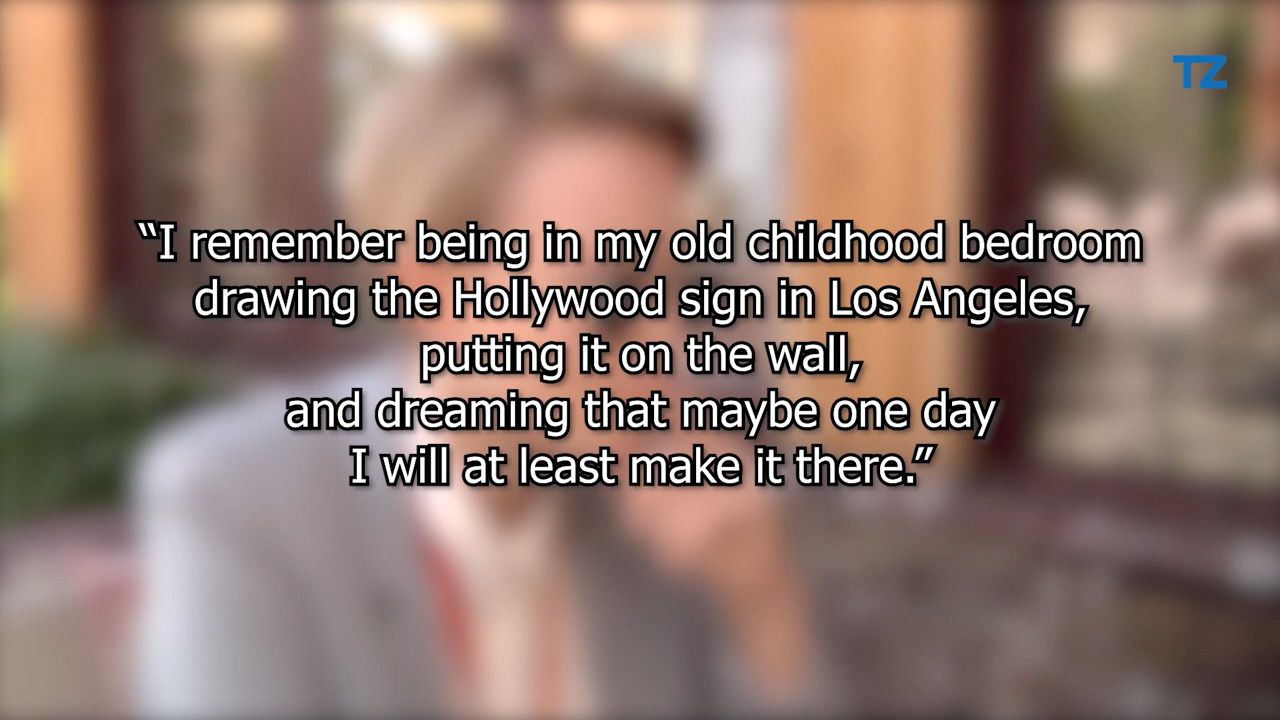 TZ
“I remember being in my old childhood bedroom
drawing the Hollywood sign in Los Angeles,
putting it on the wall,
and dreaming that maybe one day
I will at least make it there.”